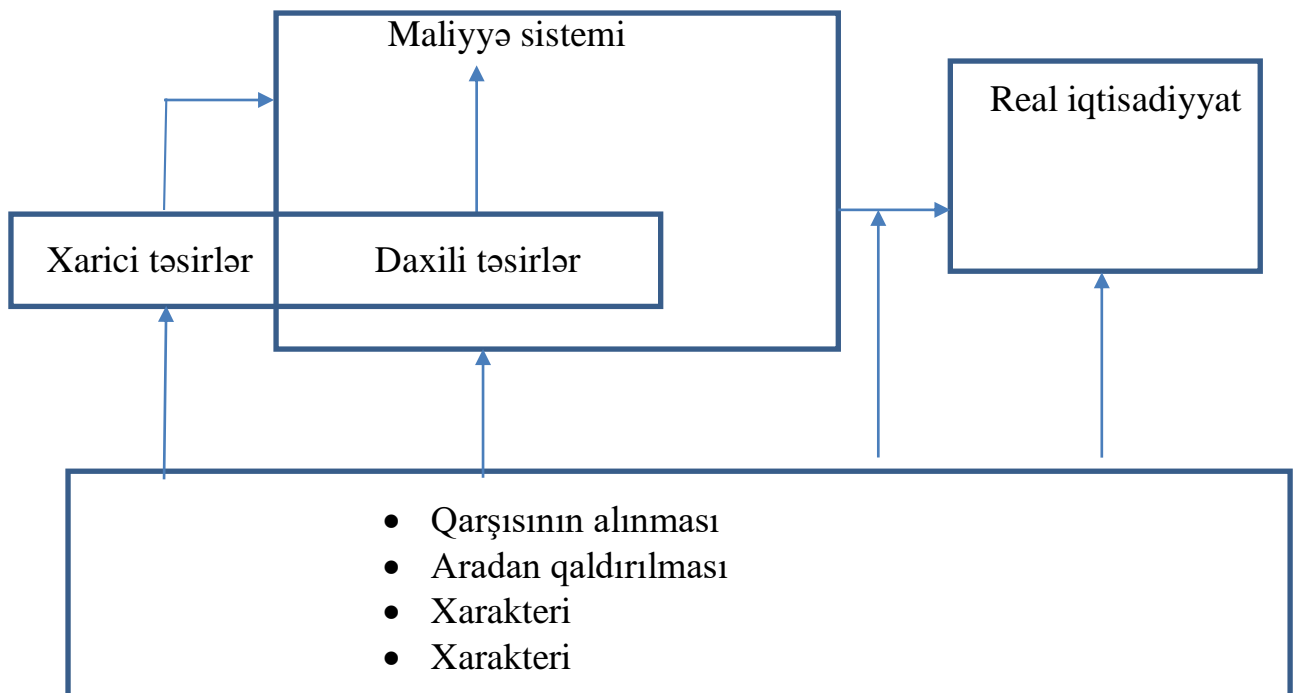 Maliyyə sistemi
Real iqtisadiyyat
Xarici təsirlər
Daxili təsirlər
• Qarşısının alınması
• Aradan qaldırılması
• Xarakteri
• Xarakteri